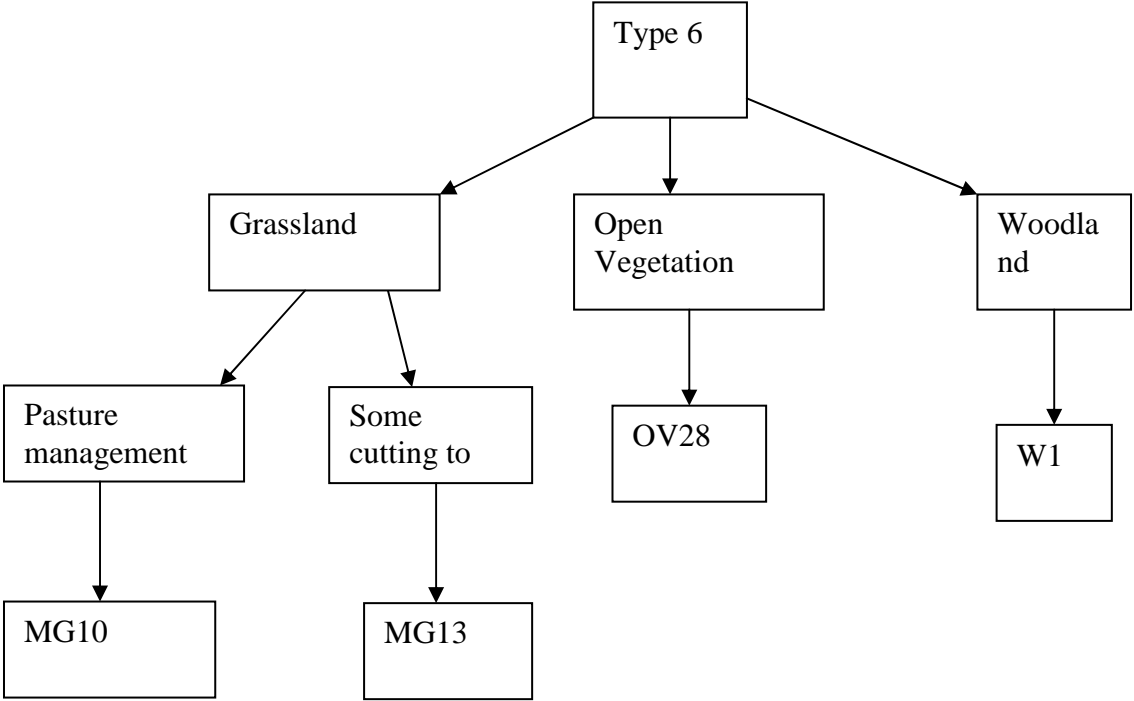 Type 6
Grassland
Open
Vegetation
Woodla
nd
Pasture
management
Some
cutting to
OV28
W1
MG10
MG13